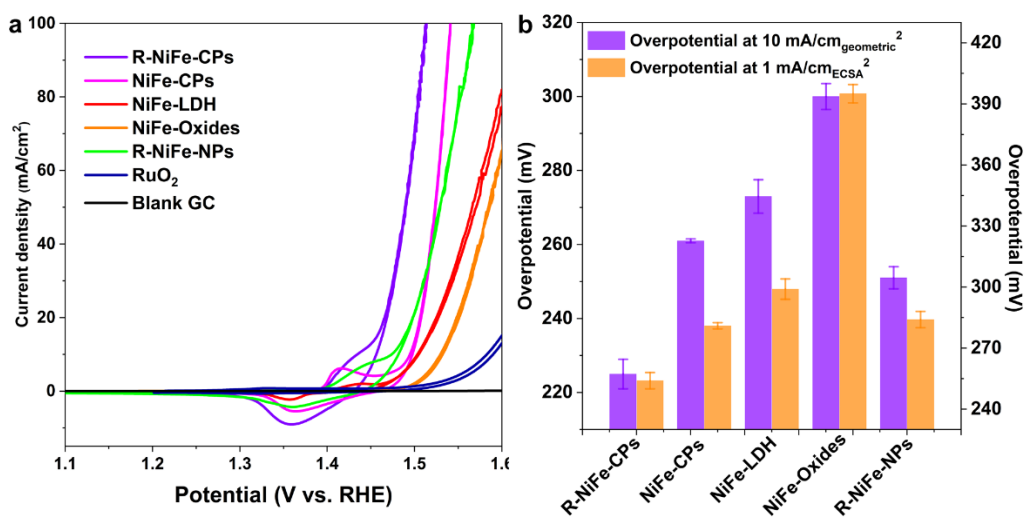 a
100
80
60
40
20
0
Current dentsity (mA/cm²)
R-NiFe-CPs
NiFe-CPs
NiFe-LDH
NiFe-Oxides
R-NiFe-NPs
RuO₂
Blank GC
1.1 1.2 1.3 1.4 1.5 1.6
Potential (V vs. RHE)
b
320
300
280
260
240
220
Overpotential (mV)
Overpotential at 10 mA/cm_geometric²
Overpotential at 1 mA/cm_ECSA²
420
390
360
330
300
270
240
Overpotential (mV)
R-NiFe-CPs
NiFe-CPs
NiFe-LDH
NiFe-Oxides
R-NiFe-NPs